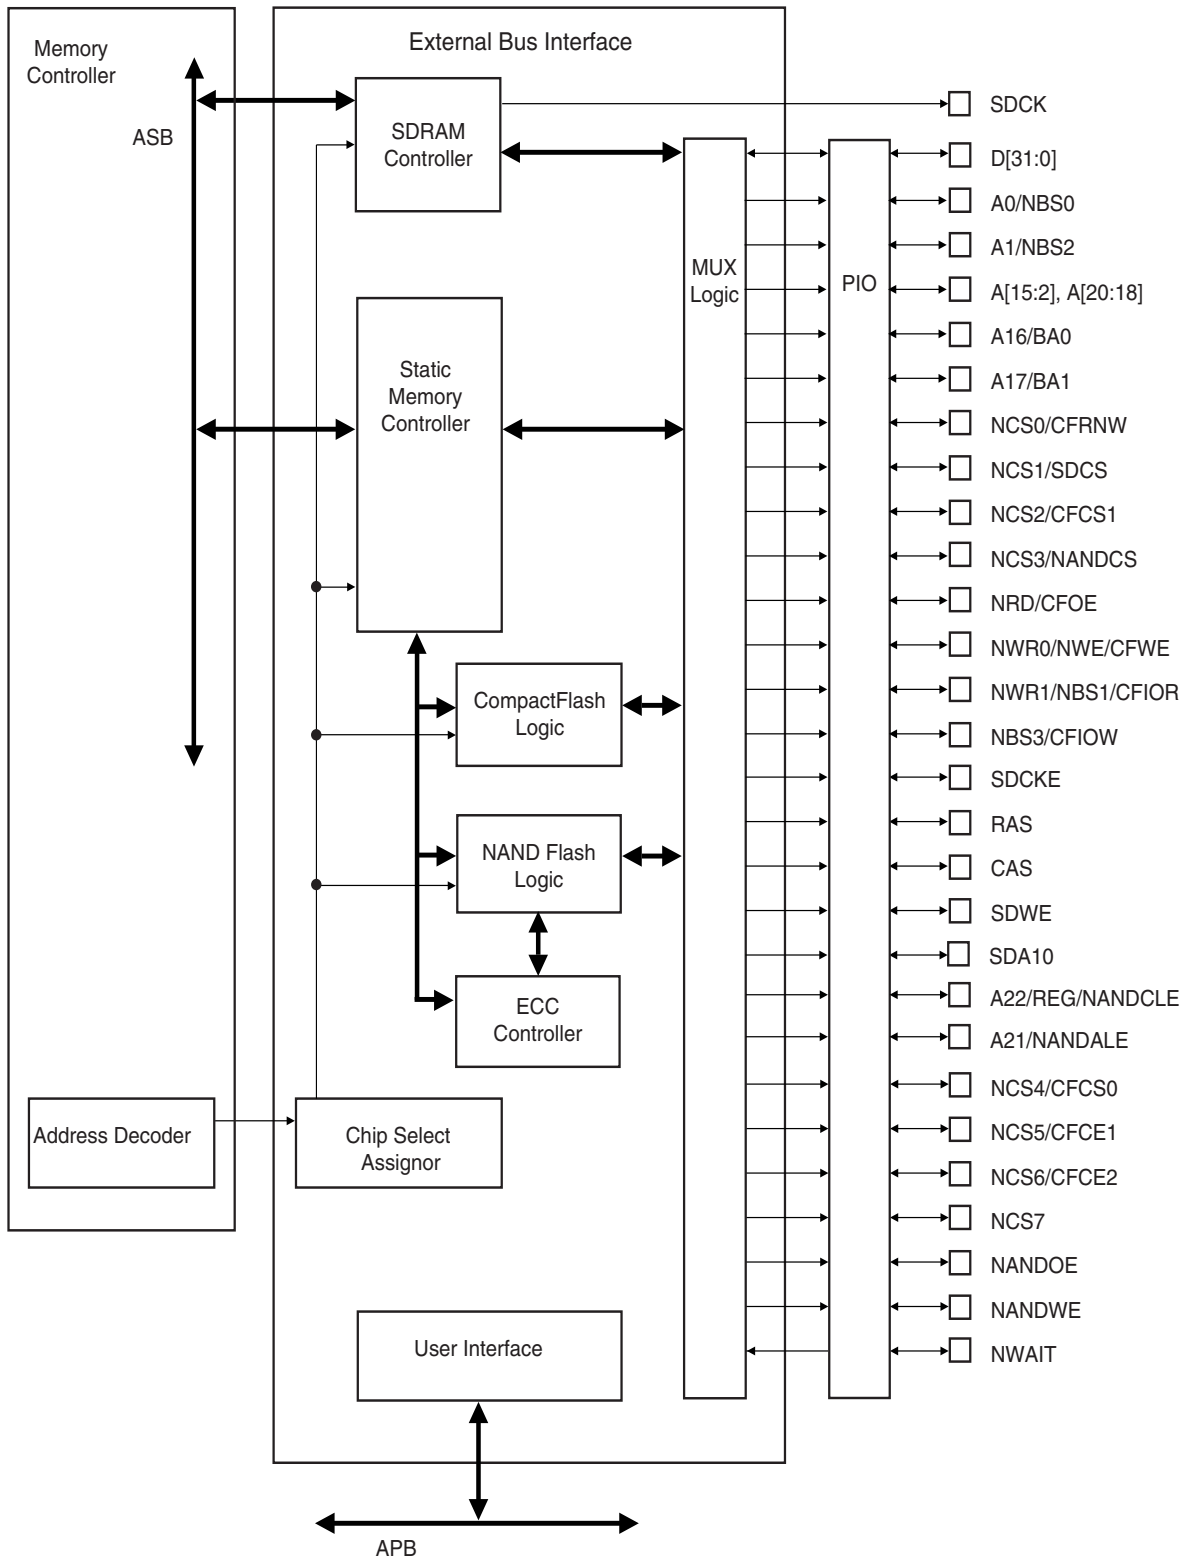 External Bus Interface
Memory
Controller
ASB
SDRAM
Controller
Static
Memory
Controller
CompactFlash
Logic
NAND Flash
Logic
ECC
Controller
Address Decoder
Chip Select
Assignor
User Interface
APB
MUX
Logic
PIO
SDCK
D[31:0]
A0/NBS0
A1/NBS2
A[15:2], A[20:18]
A16/BA0
A17/BA1
NCS0/CFRNW
NCS1/SDCS
NCS2/CFCS1
NCS3/NANDCS
NRD/CFOE
NWR0/NWE/CFWE
NWR1/NBS1/CFIOR
NBS3/CFIOW
SDCKE
RAS
CAS
SDWE
SDA10
A22/REG/NANDCLE
A21/NANDALE
NCS4/CFCS0
NCS5/CFCE1
NCS6/CFCE2
NCS7
NANDOE
NANDWE
NWAIT